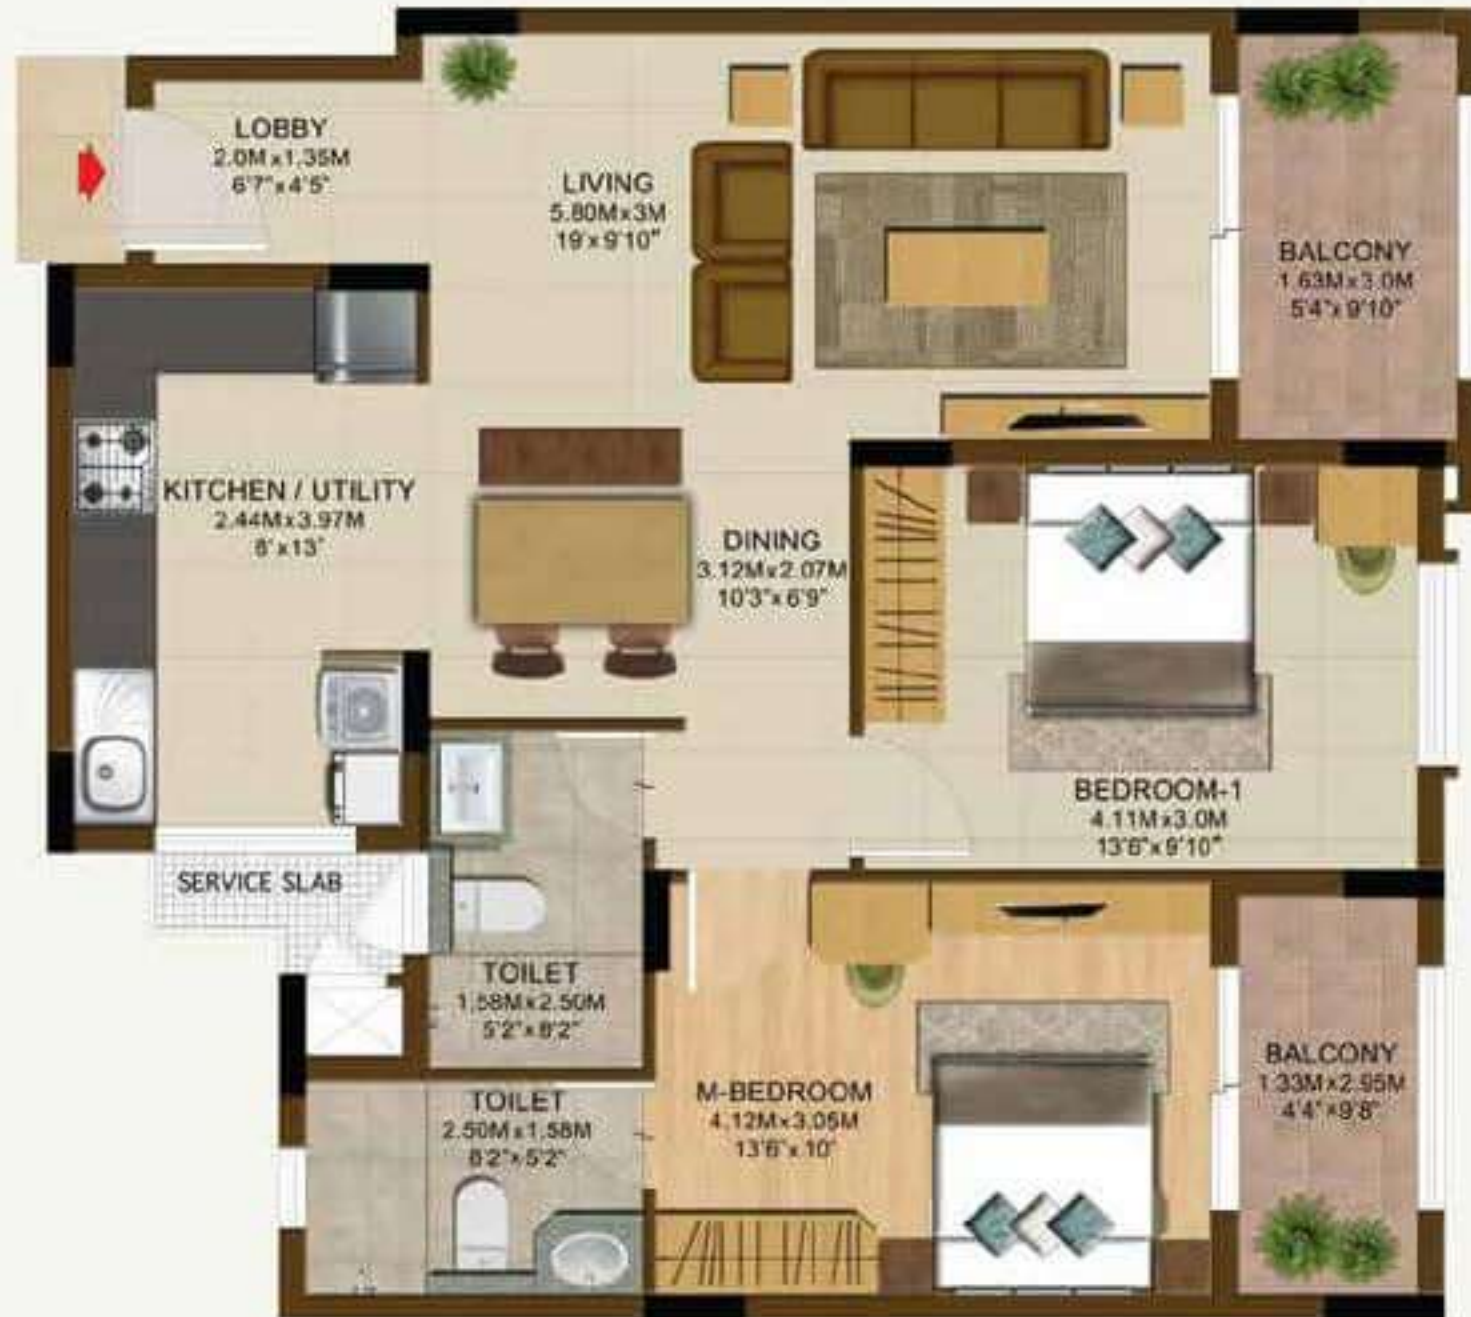 LOBBY
2.0M x 1.35M
6'7" x 4'5"
LIVING
5.80M x 3M
19' x 9'10"
BALCONY
1.63M x 3.0M
5'4" x 9'10"
KITCHEN / UTILITY
2.44M x 3.97M
8' x 13'
DINING
3.12M x 2.07M
10'3" x 6'9"
BEDROOM-1
4.11M x 3.0M
13'6" x 9'10"
SERVICE SLAB
TOILET
1.58M x 2.50M
5'2" x 8'2"
TOILET
2.50M x 1.58M
8'2" x 5'2"
M-BEDROOM
4.12M x 3.05M
13'6" x 10'
BALCONY
1.33M x 2.95M
4'4" x 9'8"